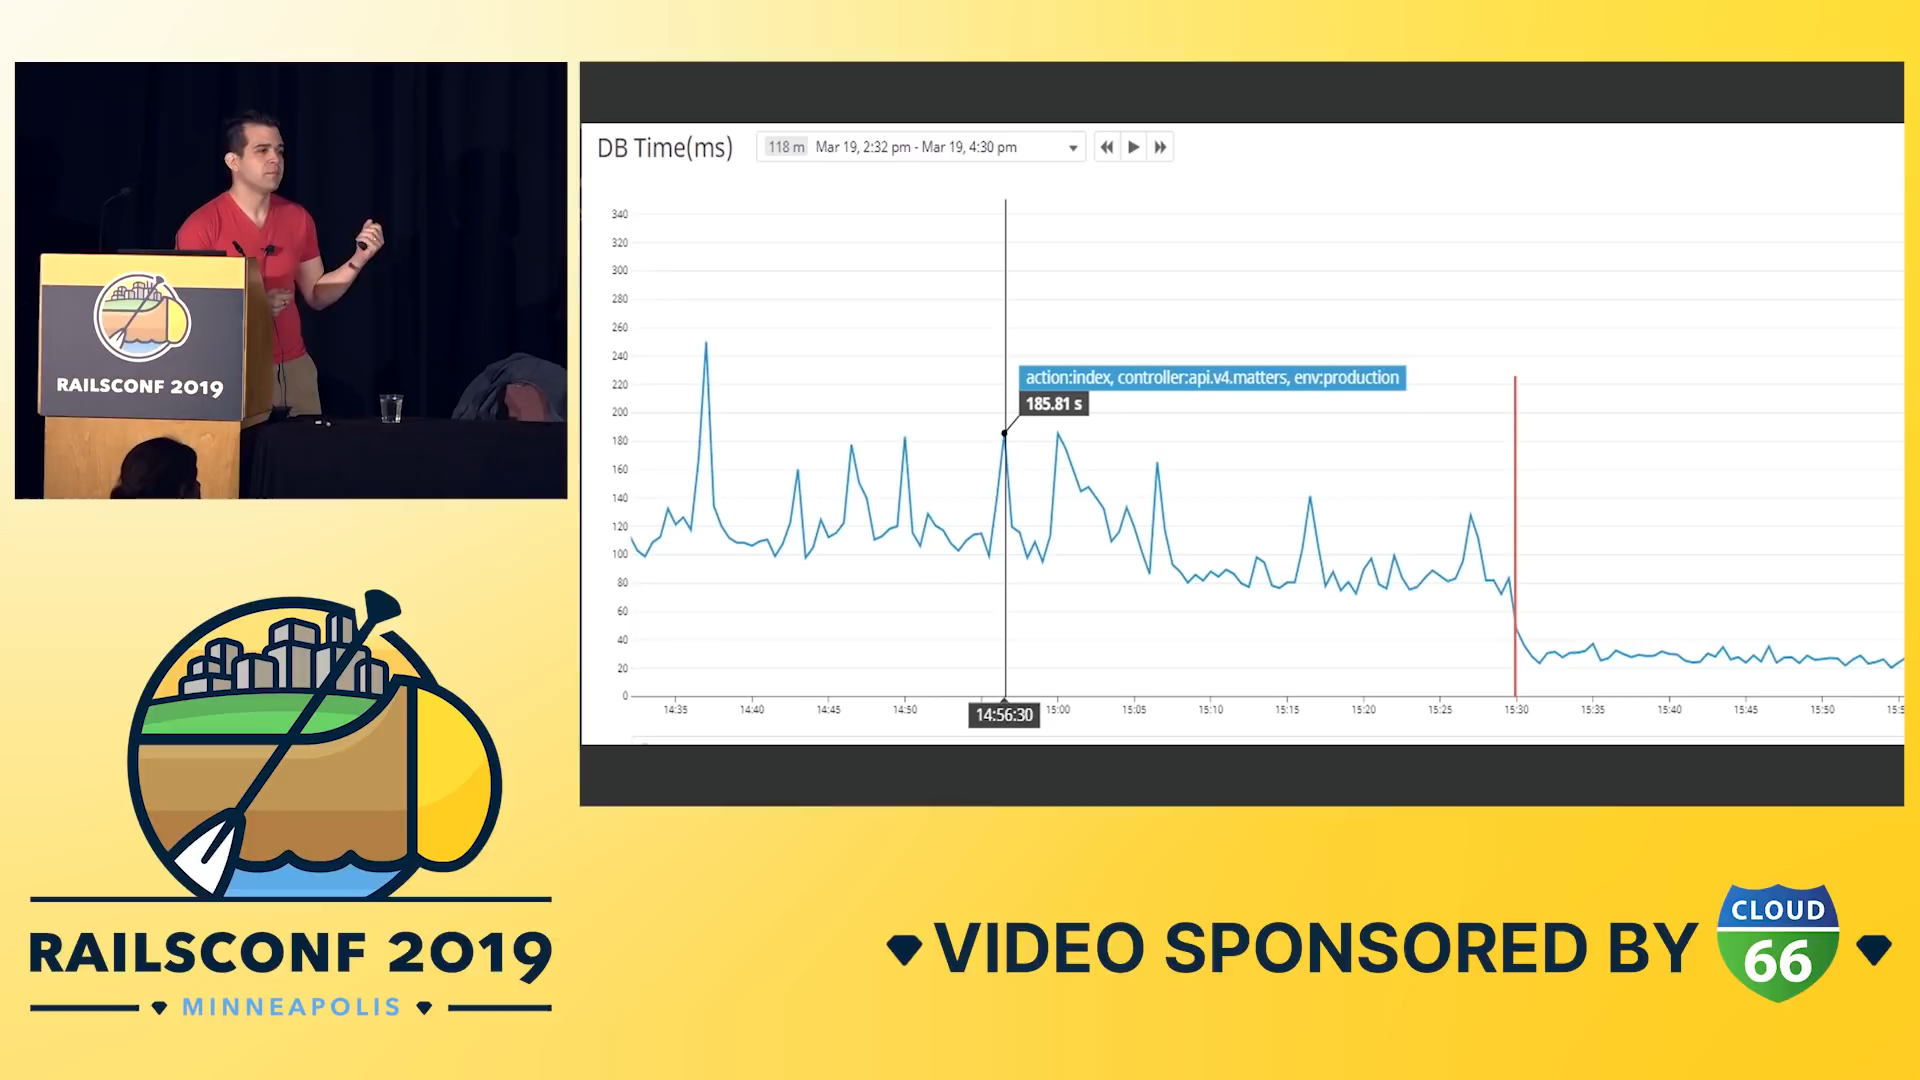 RAILSCONF 2019
DB Time(ms)
118 m Mar 19, 2:32 pm - Mar 19, 4:30 pm
340
320
300
280
260
240
220
200
180
160
140
120
100
80
60
40
20
0
action:index, controller:api.v4.matters, env:production
185.81 s
14:35 14:40 14:45 14:50 14:56:30 15:00 15:05 15:10 15:15 15:20 15:25 15:30 15:35 15:40 15:45 15:50
RAILSCONF 2019
MINNEAPOLIS
VIDEO SPONSORED BY
CLOUD
66